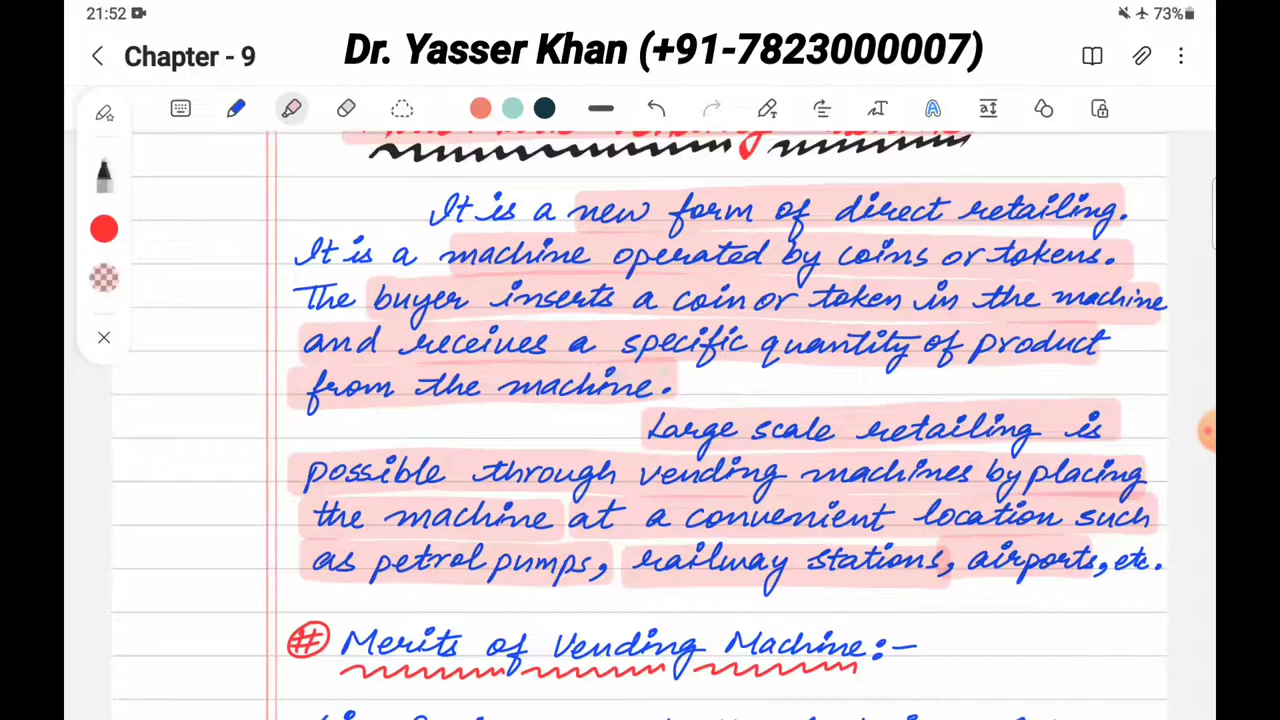 21:52
73%
Chapter - 9
Dr. Yasser Khan (+91-7823000007)
vending
It is a new form of direct retailing.
It is a machine operated by coins or tokens.
The buyer inserts a coin or token in the machine
and receives a specific quantity of product
from the machine.
Large scale retailing is
possible through vending machines by placing
the machine at a convenient location such
as petrol pumps, railway stations, airports, etc.
# Merits of Vending Machine:-